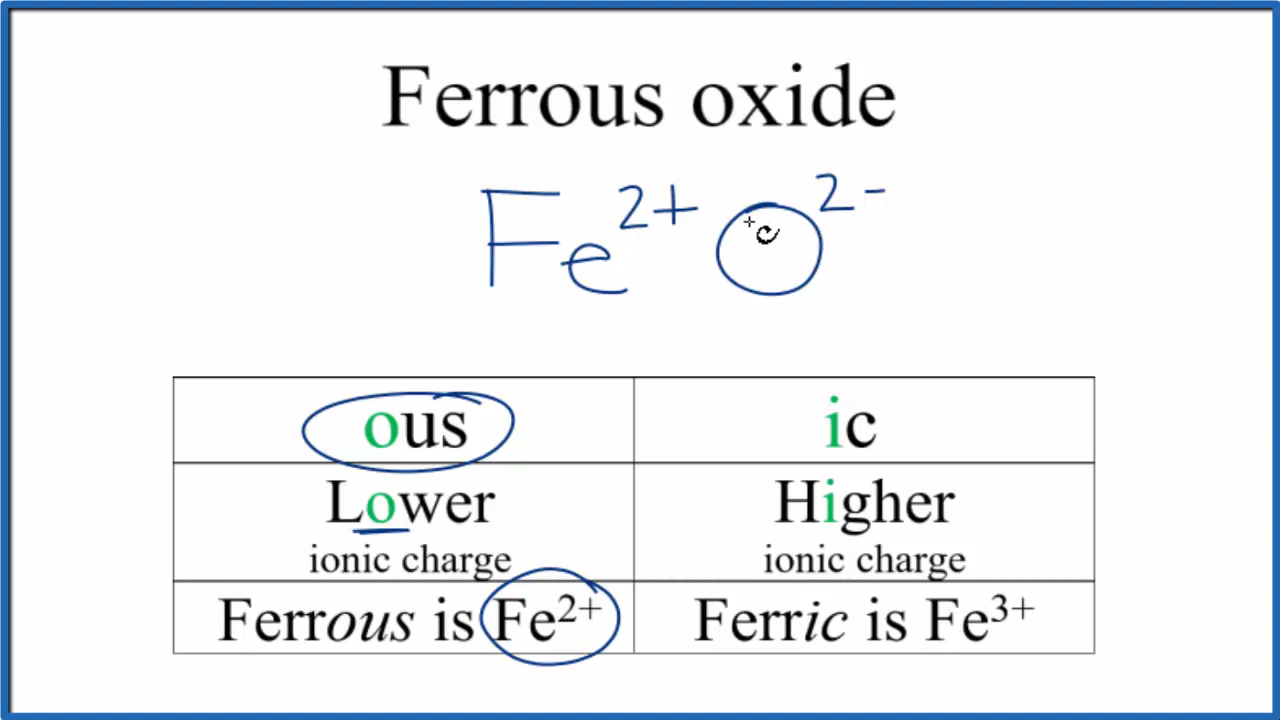 Ferrous oxide
Fe²⁺ O²⁻
ous ic
Lower Higher
ionic charge ionic charge
Ferrous is Fe²⁺ Ferric is Fe³⁺